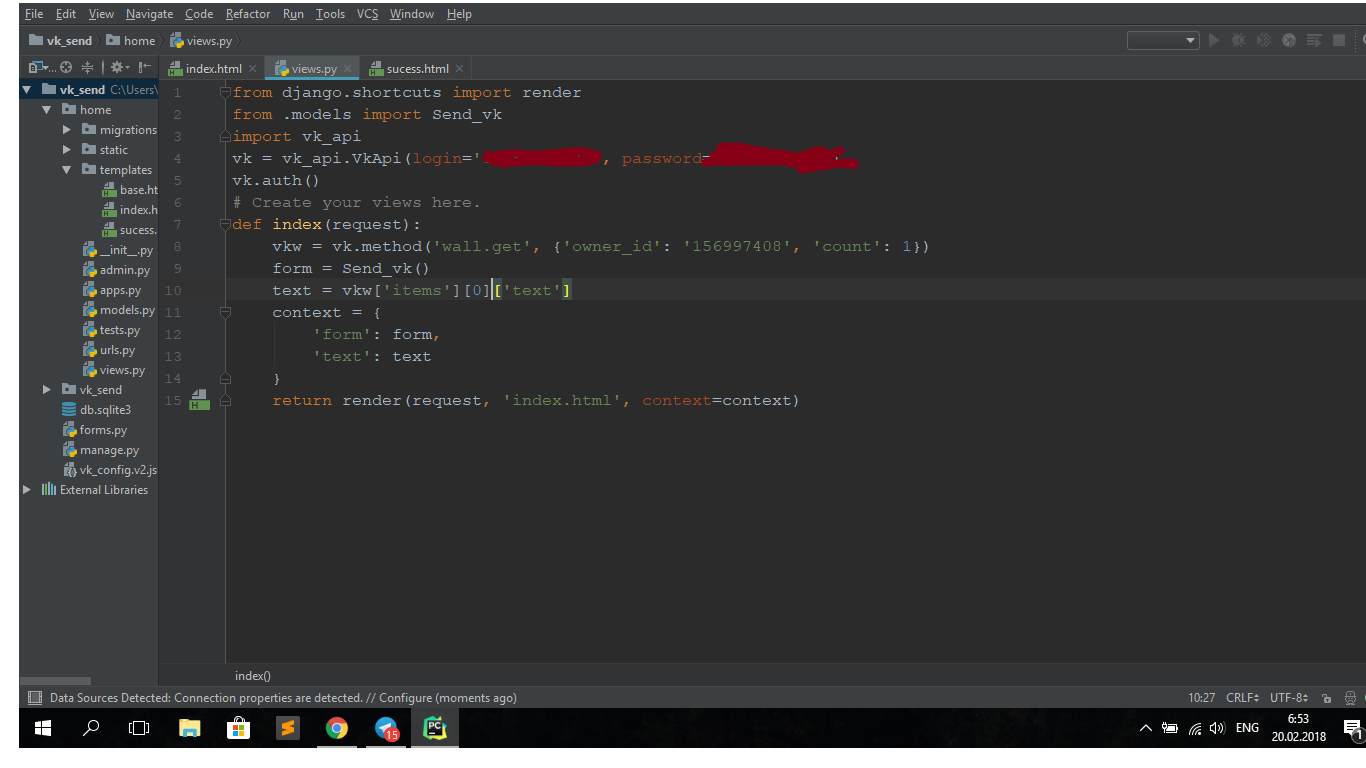 File Edit View Navigate Code Refactor Run Tools VCS Window Help
vk_send home views.py
index.html views.py sucess.html
vk_send C:\Users\
home
migrations
static
templates
base.ht
index.h
sucess.
__init__.py
admin.py
apps.py
models.py
tests.py
urls.py
views.py
vk_send
db.sqlite3
forms.py
manage.py
vk_config.v2.js
External Libraries
1 from django.shortcuts import render
2 from .models import Send_vk
3 import vk_api
4 vk = vk_api.VkApi(login=' , password=
5 vk.auth()
6 # Create your views here.
7 def index(request):
8 vkw = vk.method('wall.get', {'owner_id': '156997408', 'count': 1})
9 form = Send_vk()
10 text = vkw['items'][0]['text']
11 context = {
12 'form': form,
13 'text': text
14 }
15 return render(request, 'index.html', context=context)
index()
Data Sources Detected: Connection properties are detected. // Configure (moments ago)
10:27 CRLF UTF-8
15
PC
ENG
6:53
20.02.2018
1